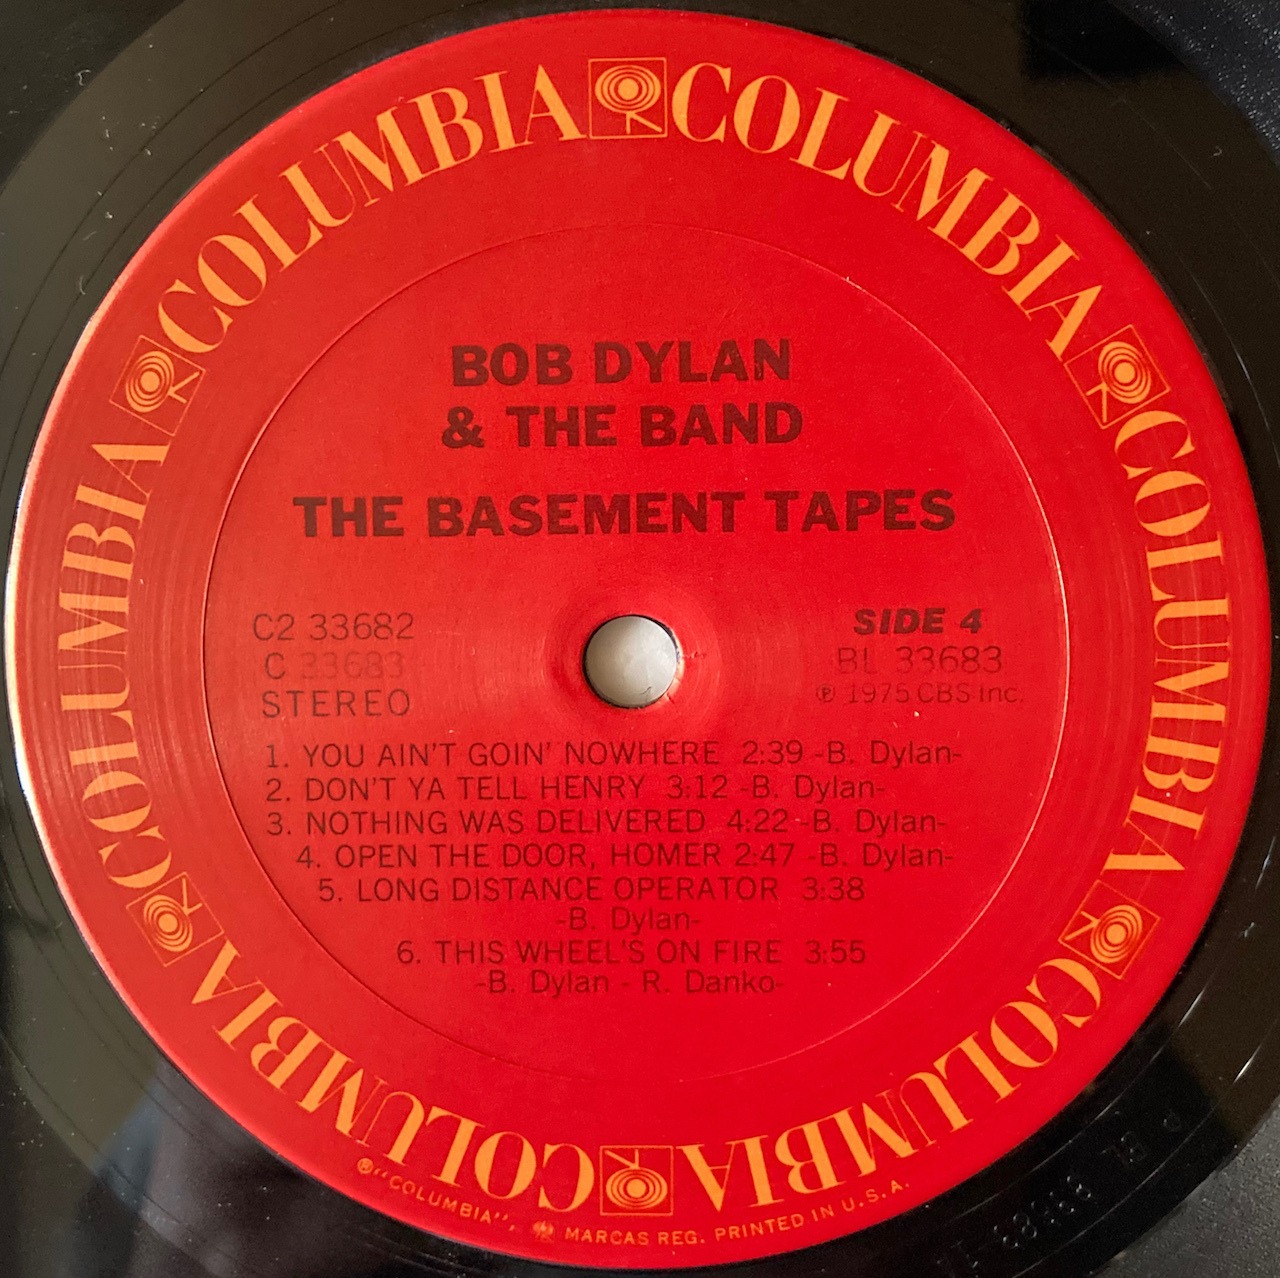 COLUMBIA COLUMBIA COLUMBIA COLUMBIA COLUMBIA COLUMBIA
BOB DYLAN
& THE BAND
THE BASEMENT TAPES
C2 33682
C 33683
STEREO
SIDE 4
BL 33683
℗ 1975 CBS Inc.
1. YOU AIN'T GOIN' NOWHERE 2:39 -B. Dylan-
2. DON'T YA TELL HENRY 3:12 -B. Dylan-
3. NOTHING WAS DELIVERED 4:22 -B. Dylan-
4. OPEN THE DOOR, HOMER 2:47 -B. Dylan-
5. LONG DISTANCE OPERATOR 3:38
-B. Dylan-
6. THIS WHEEL'S ON FIRE 3:55
-B. Dylan - R. Danko-
® "COLUMBIA", MARCAS REG. PRINTED IN U.S.A.